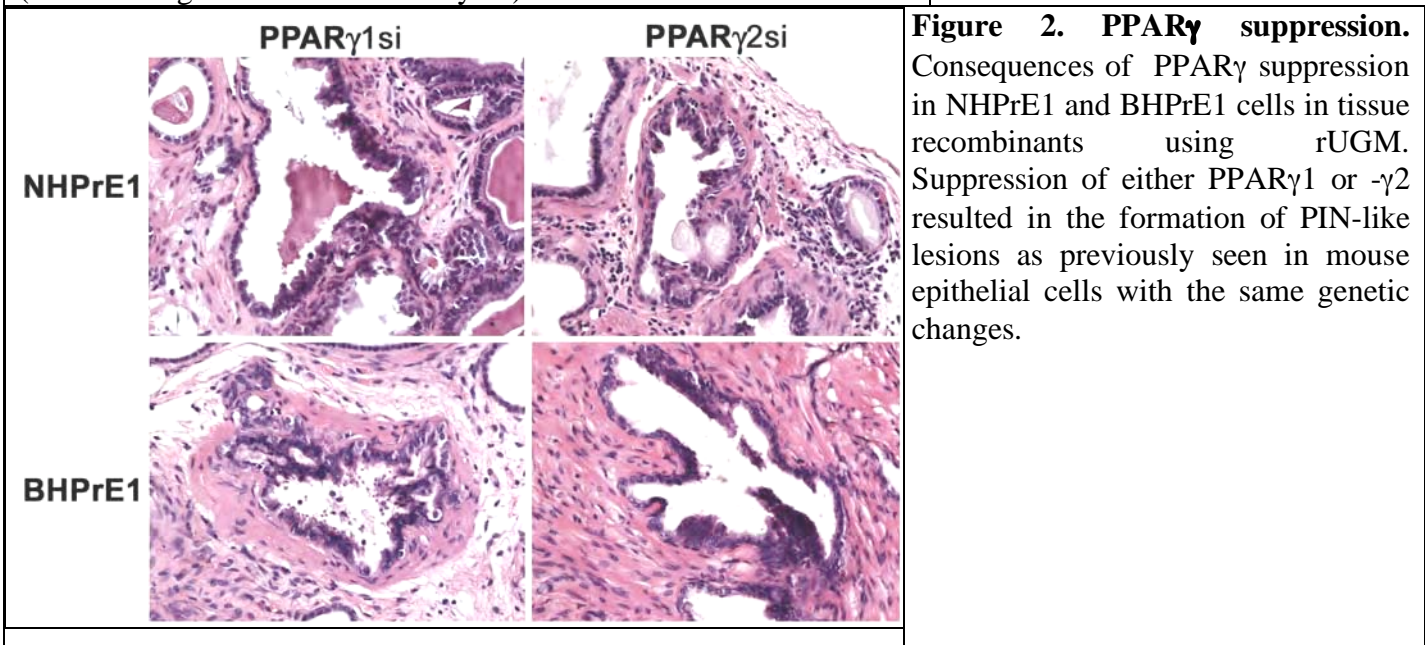 PPARγ1si PPARγ2si
NHPrE1
BHPrE1
Figure 2. PPARγ suppression.
Consequences of PPARγ suppression
in NHPrE1 and BHPrE1 cells in tissue
recombinants using rUGM.
Suppression of either PPARγ1 or -γ2
resulted in the formation of PIN-like
lesions as previously seen in mouse
epithelial cells with the same genetic
changes.